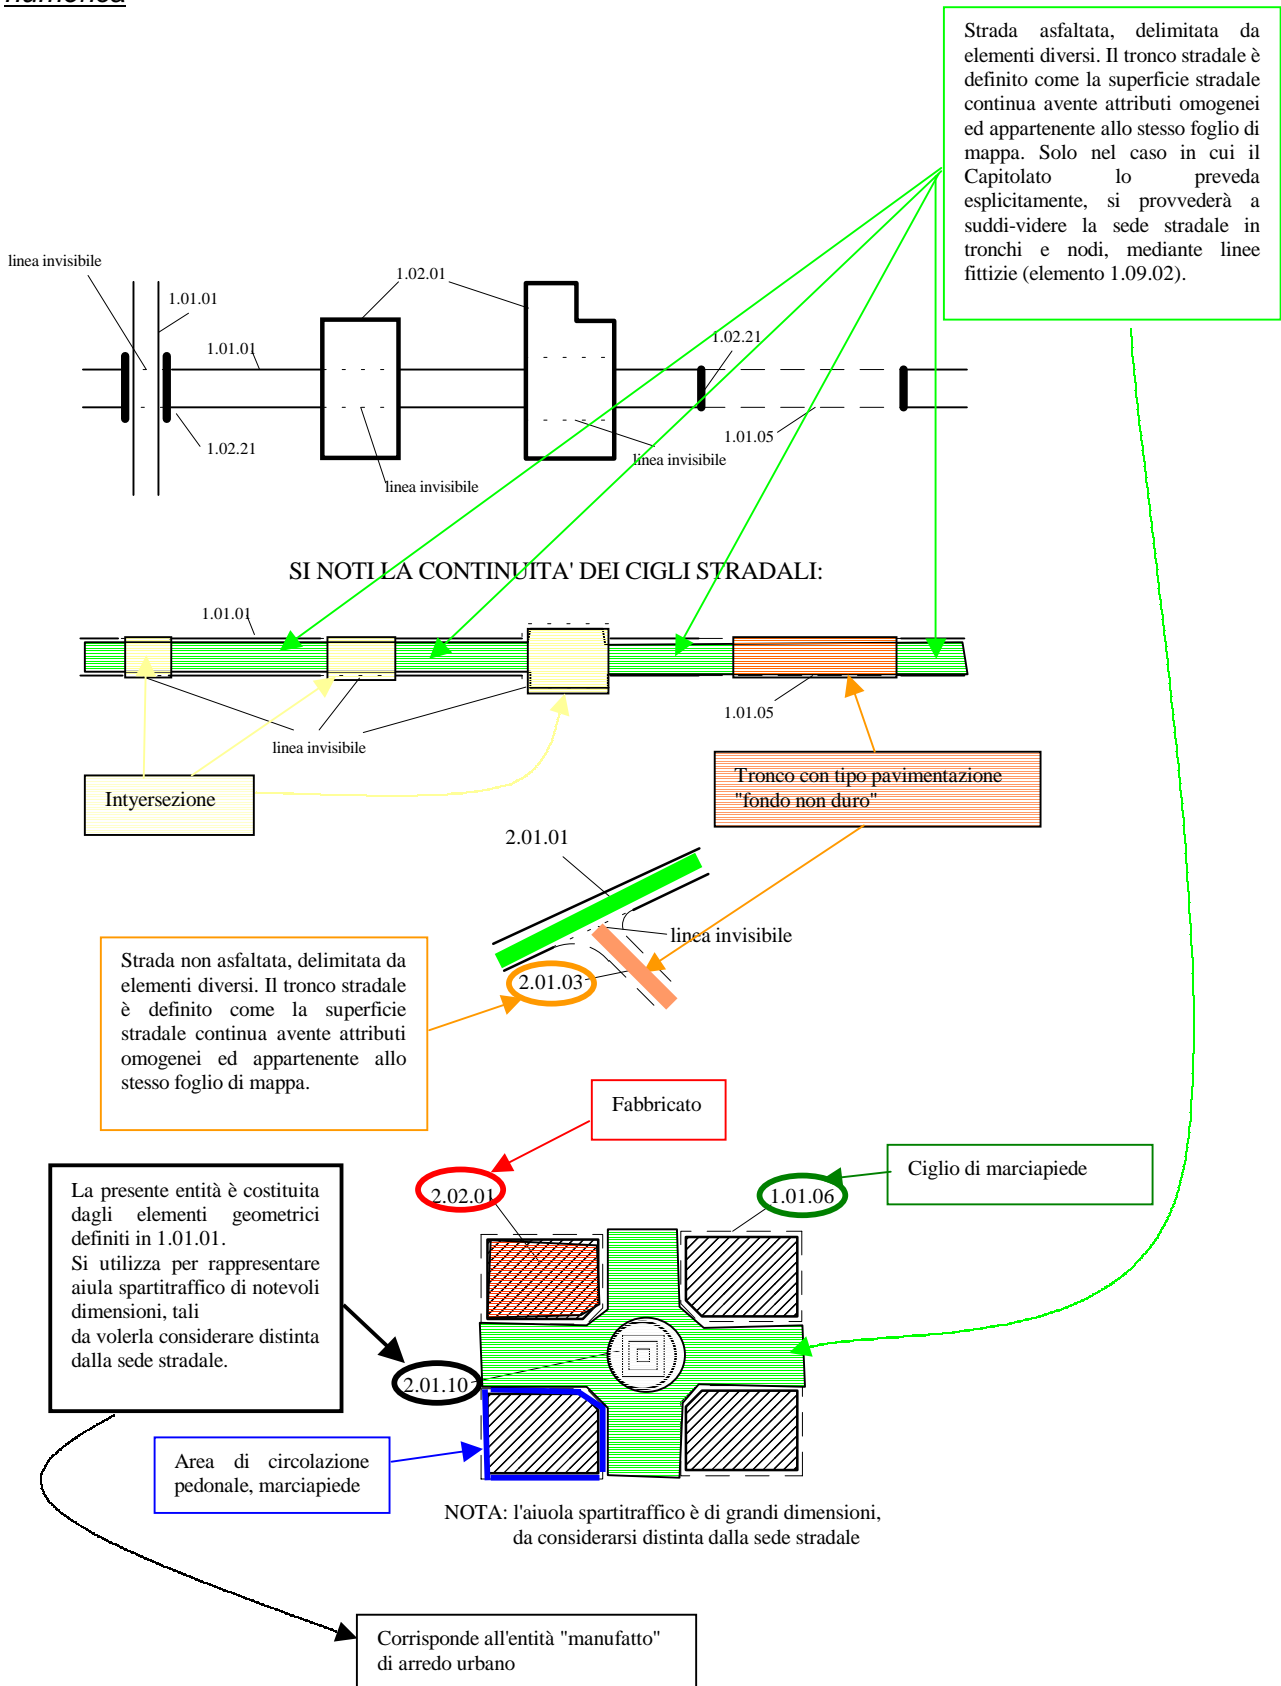 numerica
Strada asfaltata, delimitata da
elementi diversi. Il tronco stradale è
definito come la superficie stradale
continua avente attributi omogenei
ed appartenente allo stesso foglio di
mappa. Solo nel caso in cui il
Capitolato lo preveda
esplicitamente, si provvederà a
suddi-videre la sede stradale in
tronchi e nodi, mediante linee
fittizie (elemento 1.09.02).
linea invisibile
1.01.01
1.02.01
1.01.01
1.02.21
1.02.21
1.01.05
linea invisibile
linea invisibile
SI NOTI LA CONTINUITA' DEI CIGLI STRADALI:
1.01.01
1.01.05
linea invisibile
Intyersezione
Tronco con tipo pavimentazione
"fondo non duro"
2.01.01
linea invisibile
2.01.03
Strada non asfaltata, delimitata da
elementi diversi. Il tronco stradale
è definito come la superficie
stradale continua avente attributi
omogenei ed appartenente allo
stesso foglio di mappa.
Fabbricato
Ciglio di marciapiede
2.02.01
1.01.06
La presente entità è costituita
dagli elementi geometrici
definiti in 1.01.01.
Si utilizza per rappresentare
aiula spartitraffico di notevoli
dimensioni, tali
da volerla considerare distinta
dalla sede stradale.
2.01.10
Area di circolazione
pedonale, marciapiede
NOTA: l'aiuola spartitraffico è di grandi dimensioni,
da considerarsi distinta dalla sede stradale
Corrisponde all'entità "manufatto"
di arredo urbano